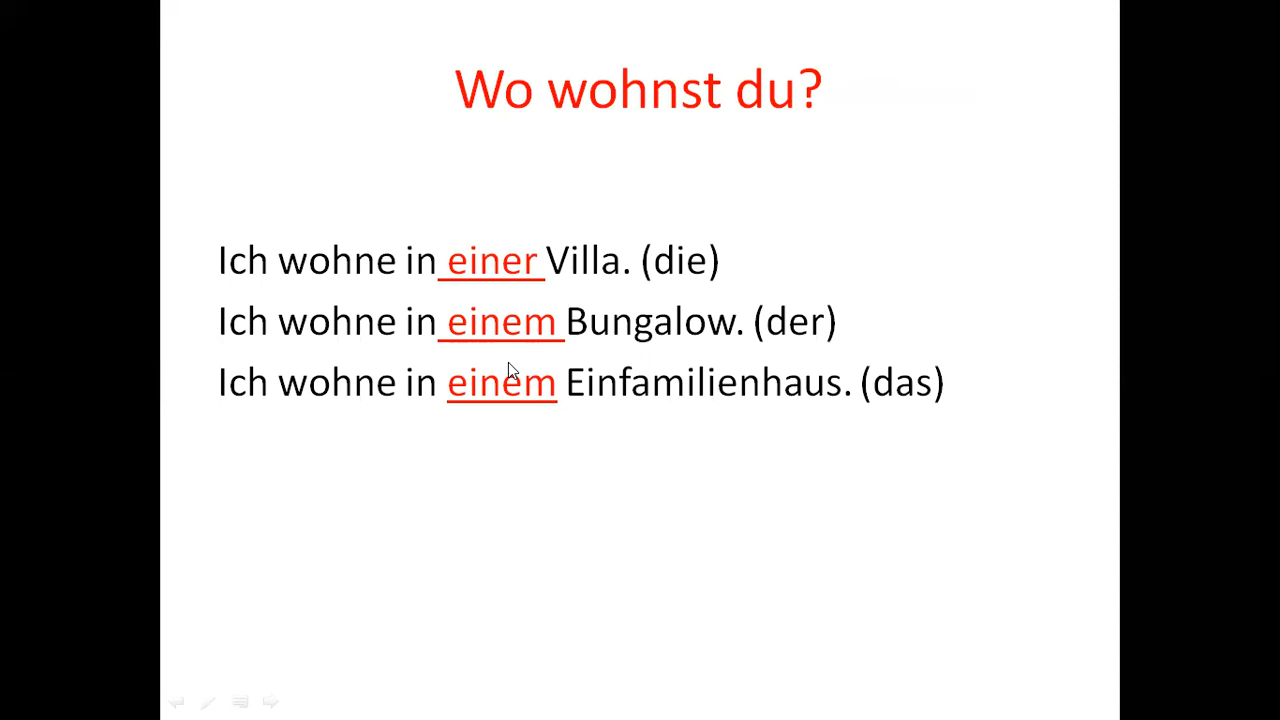 Wo wohnst du?
Ich wohne in einer Villa. (die)
Ich wohne in einem Bungalow. (der)
Ich wohne in einem Einfamilienhaus. (das)